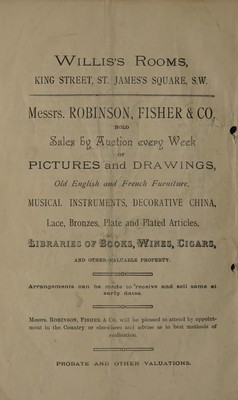 WILLIS'S ROOMS,
KING STREET, ST. JAMES'S SQUARE, S.W.
Messrs. ROBINSON, FISHER & CO.
HOLD
Sales by Auction every Week
OF
PICTURES and DRAWINGS,
Old English and French Furniture,
MUSICAL INSTRUMENTS, DECORATIVE CHINA,
Lace, Bronzes, Plate and Plated Articles,
LIBRARIES OF BOOKS, WINES, CIGARS,
AND OTHER VALUABLE PROPERTY.
Arrangements can be made to receive and sell same at
early dates.
Messrs. ROBINSON, FISHER & Co. will be pleased to attend by appoint-
ment in the Country or elsewhere and advise as to best methods of
realisation.
PROBATE AND OTHER VALUATIONS.